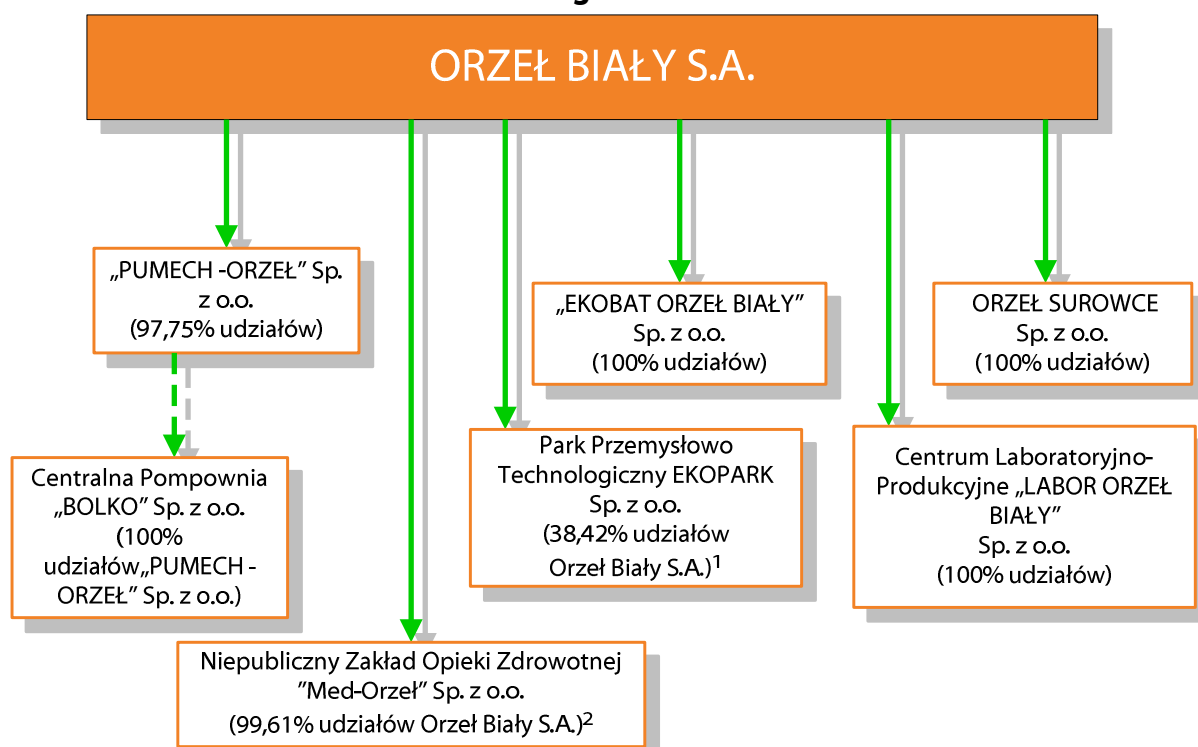 ORZEŁ BIAŁY S.A.
„PUMECH -ORZEŁ” Sp.
z o.o.
(97,75% udziałów)
„EKOBAT ORZEŁ BIAŁY”
Sp. z o.o.
(100% udziałów)
ORZEŁ SUROWCE
Sp. z o.o.
(100% udziałów)
Centralna Pompownia
„BOLKO” Sp. z o.o.
(100%
udziałów„PUMECH -
ORZEŁ” Sp. z o.o.)
Park Przemysłowo
Technologiczny EKOPARK
Sp. z o.o.
(38,42% udziałów
Orzeł Biały S.A.)1
Centrum Laboratoryjno-
Produkcyjne „LABOR ORZEŁ
BIAŁY”
Sp. z o.o.
(100% udziałów)
Niepubliczny Zakład Opieki Zdrowotnej
”Med-Orzeł” Sp. z o.o.
(99,61% udziałów Orzeł Biały S.A.)2